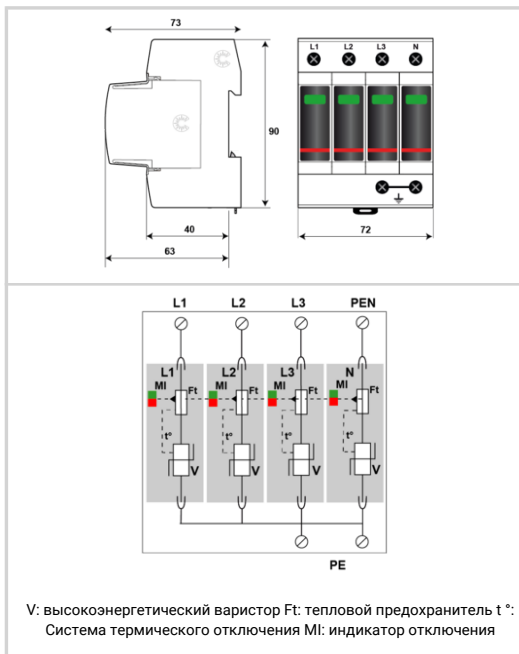 73
L1 L2 L3 N
90
40
63
72
L1 L2 L3 PEN
L1 L2 L3 N
MI Ft MI Ft MI Ft MI Ft
t° t° t° t°
V V V V
PE
V: высокоэнергетический варистор Ft: тепловой предохранитель t °:
Система термического отключения MI: индикатор отключения